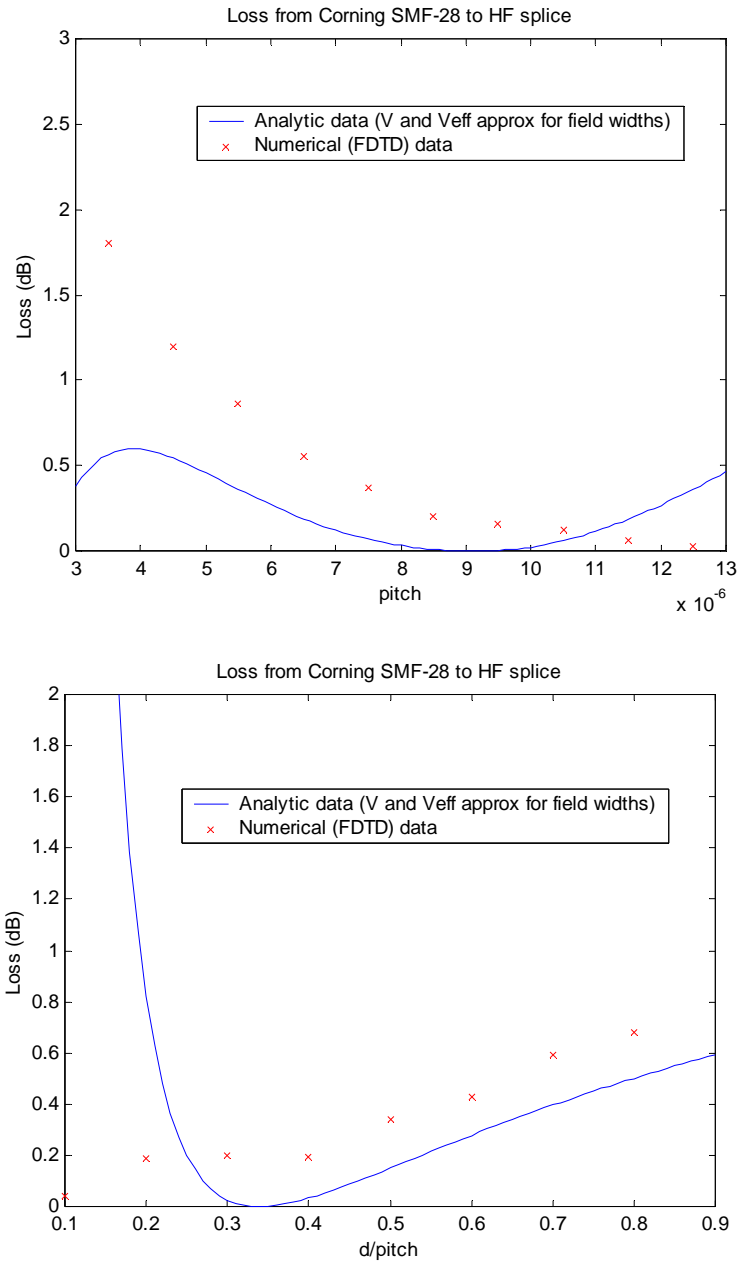 Loss from Corning SMF-28 to HF splice
3
2.5
2
1.5
1
0.5
0
Loss (dB)
Analytic data (V and Veff approx for field widths)
Numerical (FDTD) data
3 4 5 6 7 8 9 10 11 12 13
pitch
x 10-6
Loss from Corning SMF-28 to HF splice
2
1.8
1.6
1.4
1.2
1
0.8
0.6
0.4
0.2
0
Loss (dB)
Analytic data (V and Veff approx for field widths)
Numerical (FDTD) data
0.1 0.2 0.3 0.4 0.5 0.6 0.7 0.8 0.9
d/pitch